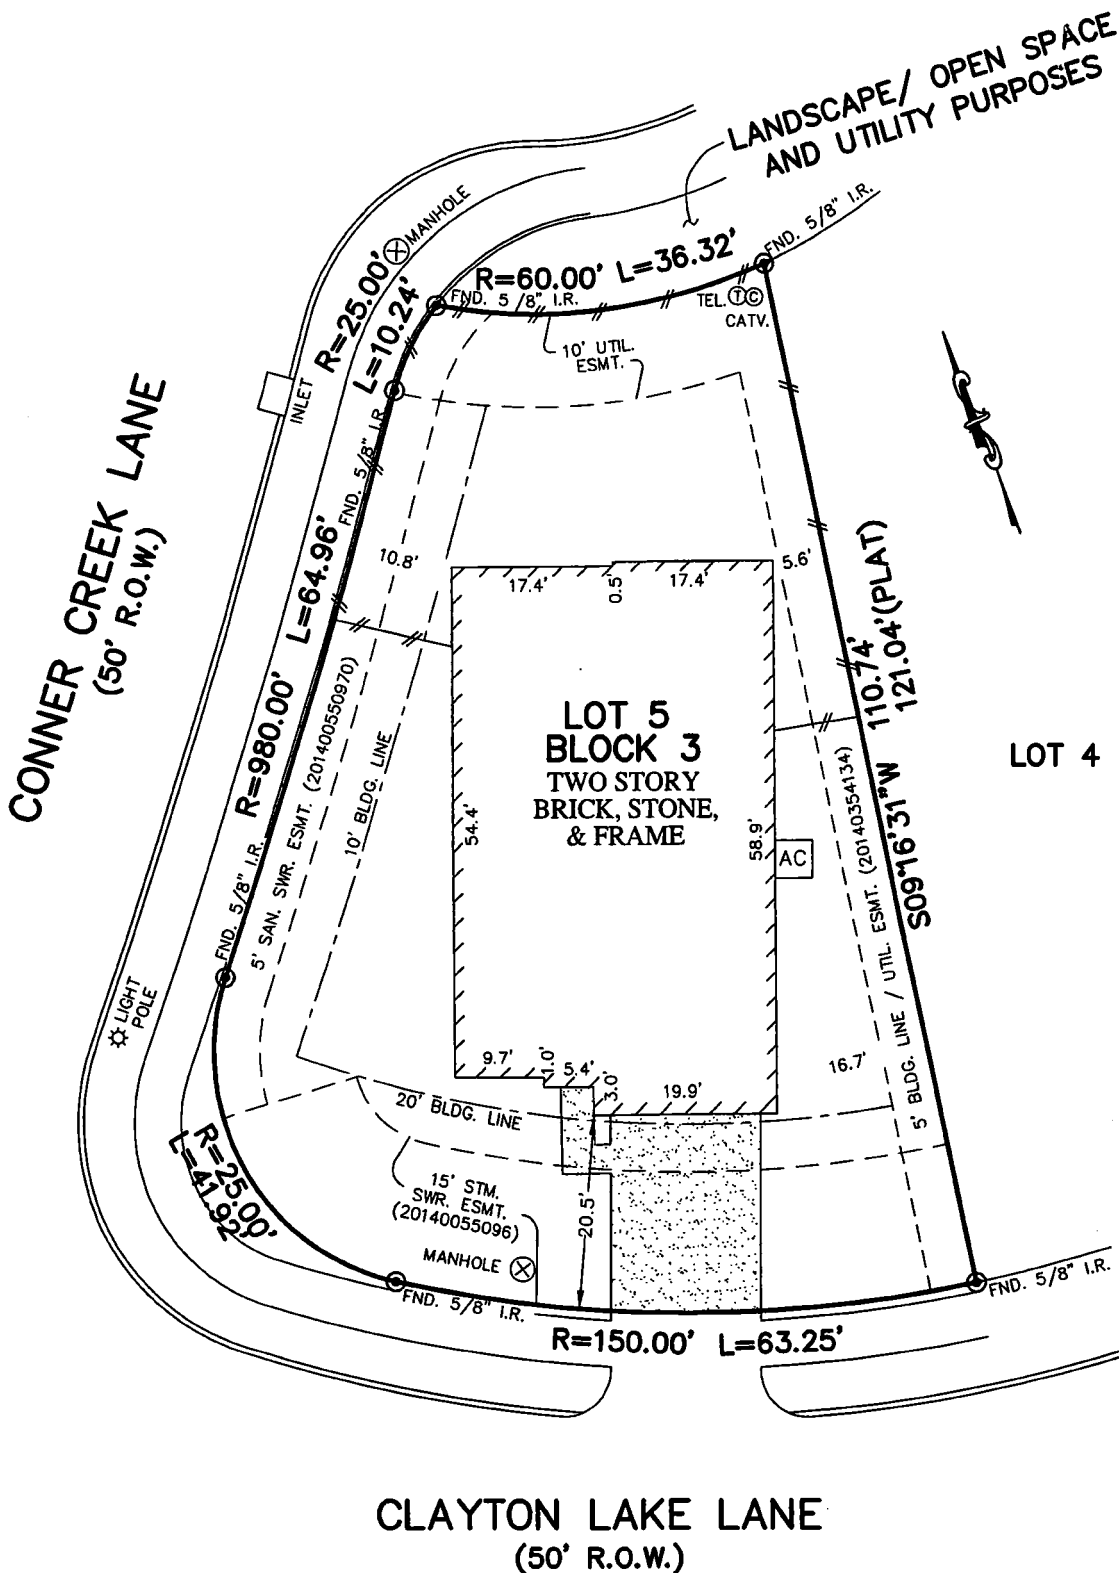 LANDSCAPE/ OPEN SPACE
AND UTILITY PURPOSES
MANHOLE
FND. 5/8" I.R.
R=60.00' L=36.32'
FND. 5/8" I.R.
TEL. T C
CATV.
R=25.00'
L=10.24'
10' UTIL.
ESMT.
INLET
FND. 5/8" I.R.
CONNER CREEK LANE
(50' R.O.W.)
R=980.00' L=64.96'
10.8'
17.4'
0.5'
17.4'
5.6'
110.74'
121.04'(PLAT)
S09°16'31"W
LOT 5
BLOCK 3
TWO STORY
BRICK, STONE,
& FRAME
LOT 4
5' SAN. SWR. ESMT. (201400550970)
10' BLDG. LINE
54.4'
58.9'
AC
5' BLDG. LINE / UTIL. ESMT. (20140354134)
FND. 5/8" I.R.
LIGHT
POLE
9.7'
1.0'
5.4'
3.0'
19.9'
16.7'
20' BLDG. LINE
R=25.00'
L=41.92'
15' STM.
SWR. ESMT.
(20140055096)
20.5'
MANHOLE
FND. 5/8" I.R.
FND. 5/8" I.R.
R=150.00' L=63.25'
CLAYTON LAKE LANE
(50' R.O.W.)